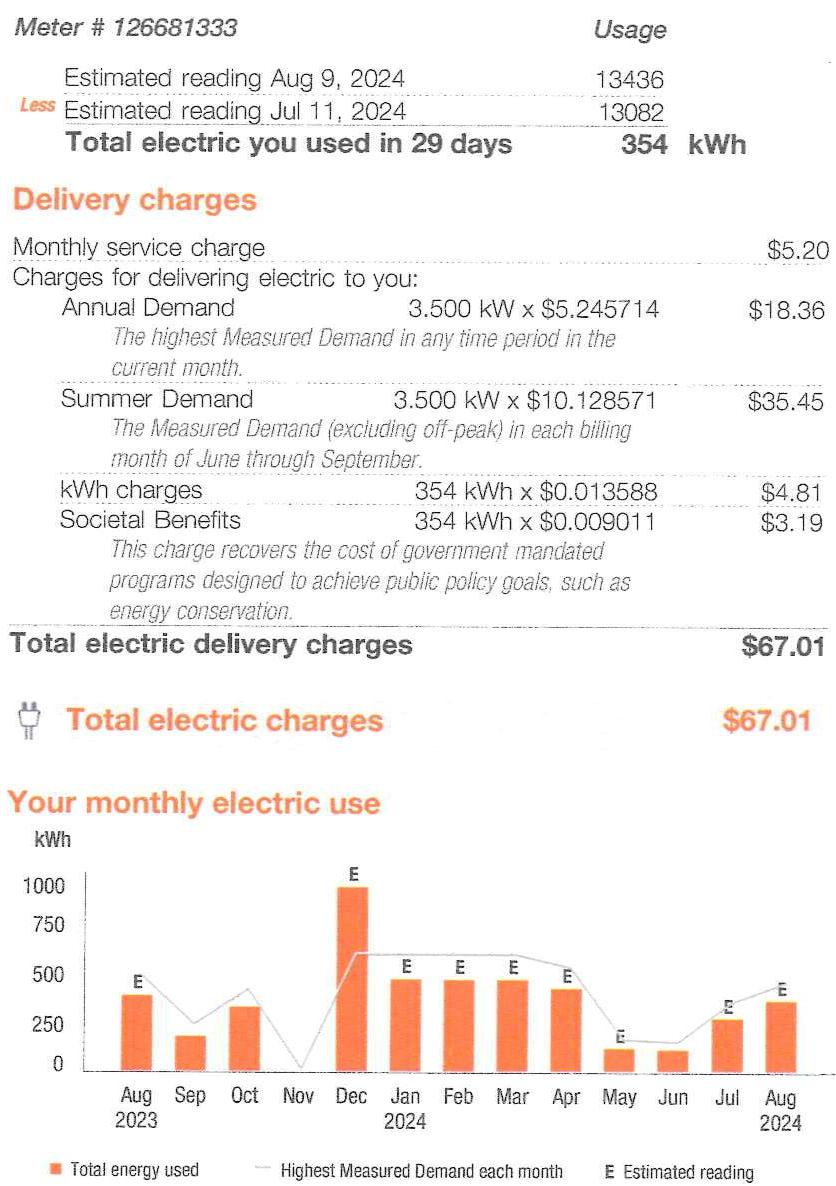 Meter # 126681333 Usage
Estimated reading Aug 9, 2024 13436
Less Estimated reading Jul 11, 2024 13082
Total electric you used in 29 days 354 kWh
Delivery charges
Monthly service charge $5.20
Charges for delivering electric to you:
Annual Demand 3.500 kW x $5.245714 $18.36
The highest Measured Demand in any time period in the
current month.
Summer Demand 3.500 kW x $10.128571 $35.45
The Measured Demand (excluding off-peak) in each billing
month of June through September.
kWh charges 354 kWh x $0.013588 $4.81
Societal Benefits 354 kWh x $0.009011 $3.19
This charge recovers the cost of government mandated
programs designed to achieve public policy goals, such as
energy conservation.
Total electric delivery charges $67.01
Total electric charges $67.01
Your monthly electric use
kWh
E
1000
750
E E E E E E
500
E E
250
0
Aug Sep Oct Nov Dec Jan Feb Mar Apr May Jun Jul Aug
2023 2024 2024
Total energy used Highest Measured Demand each month E Estimated reading